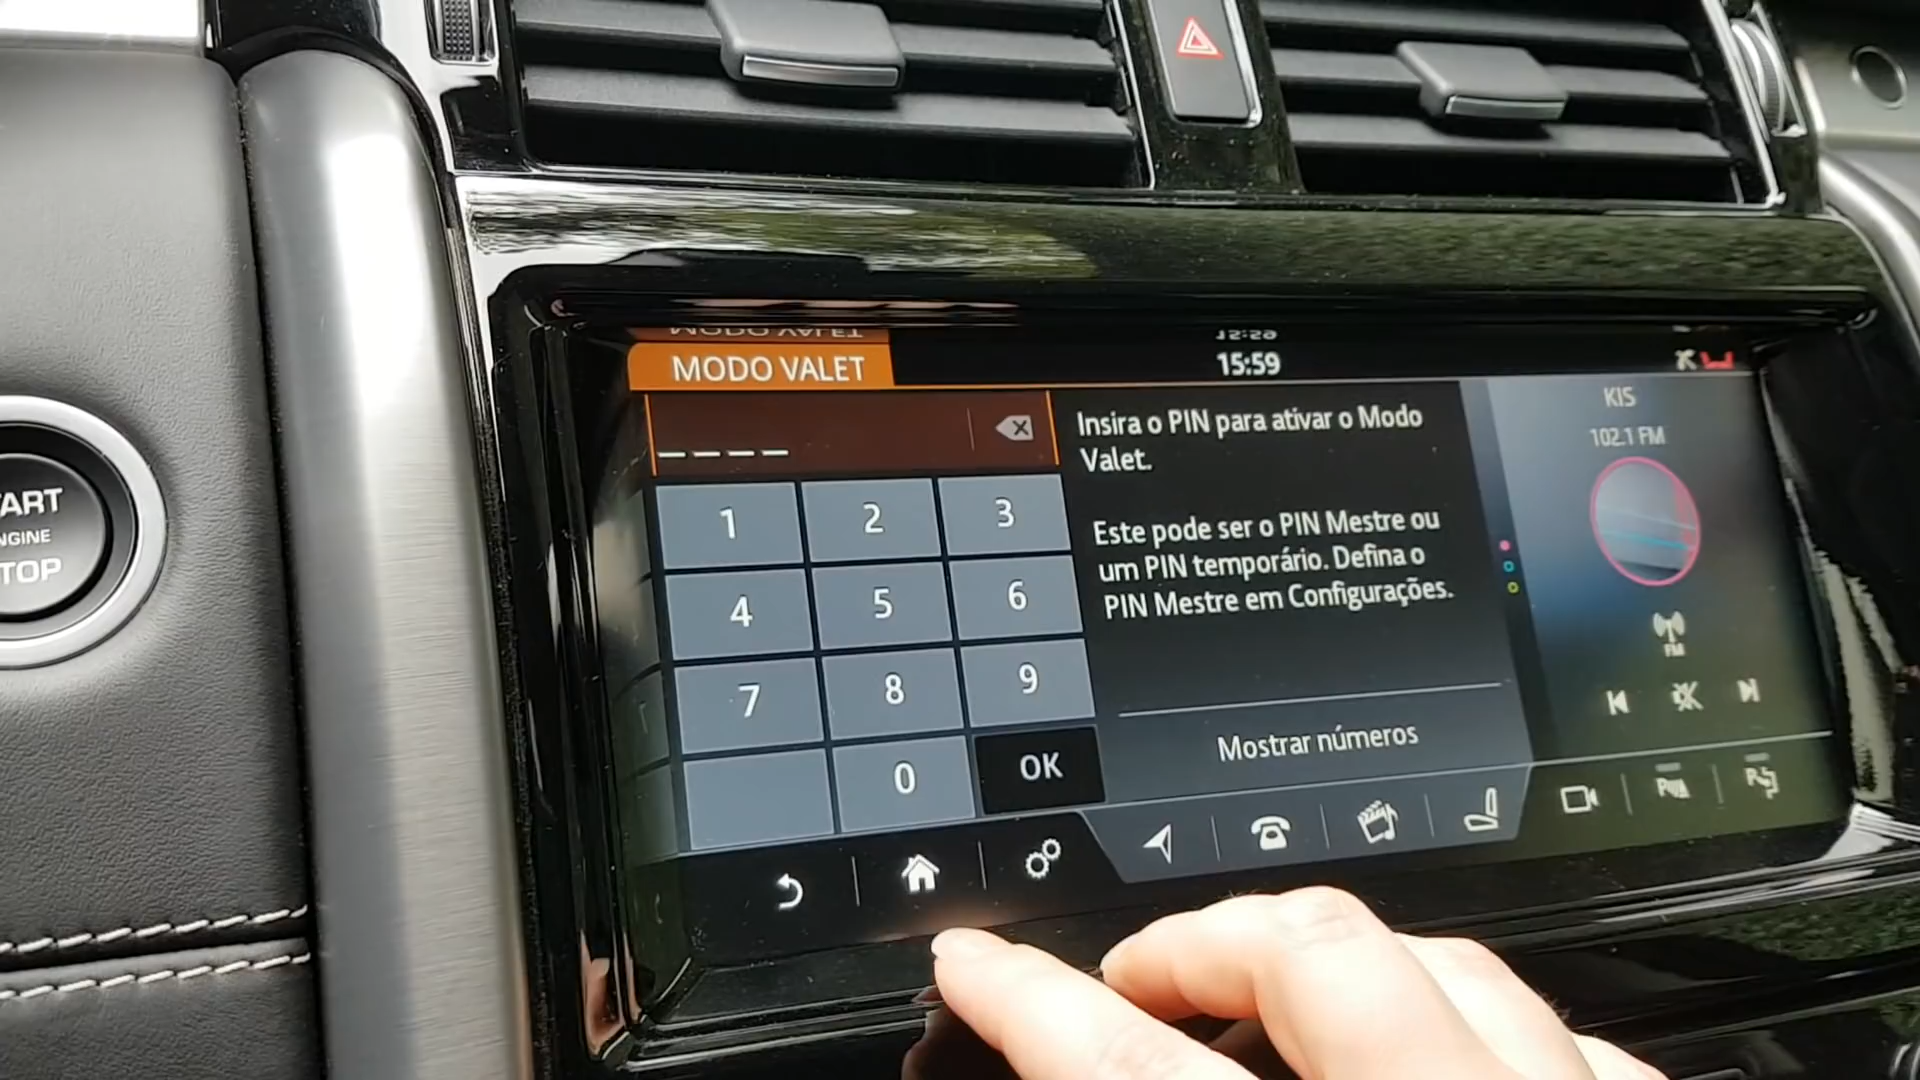 MODO VALET
15:59
Insira o PIN para ativar o Modo
Valet.
Este pode ser o PIN Mestre ou
um PIN temporário. Defina o
PIN Mestre em Configurações.
Mostrar números
1 2 3
4 5 6
7 8 9
0 OK
KIS
102.1 FM
FM
TART
NGINE
TOP